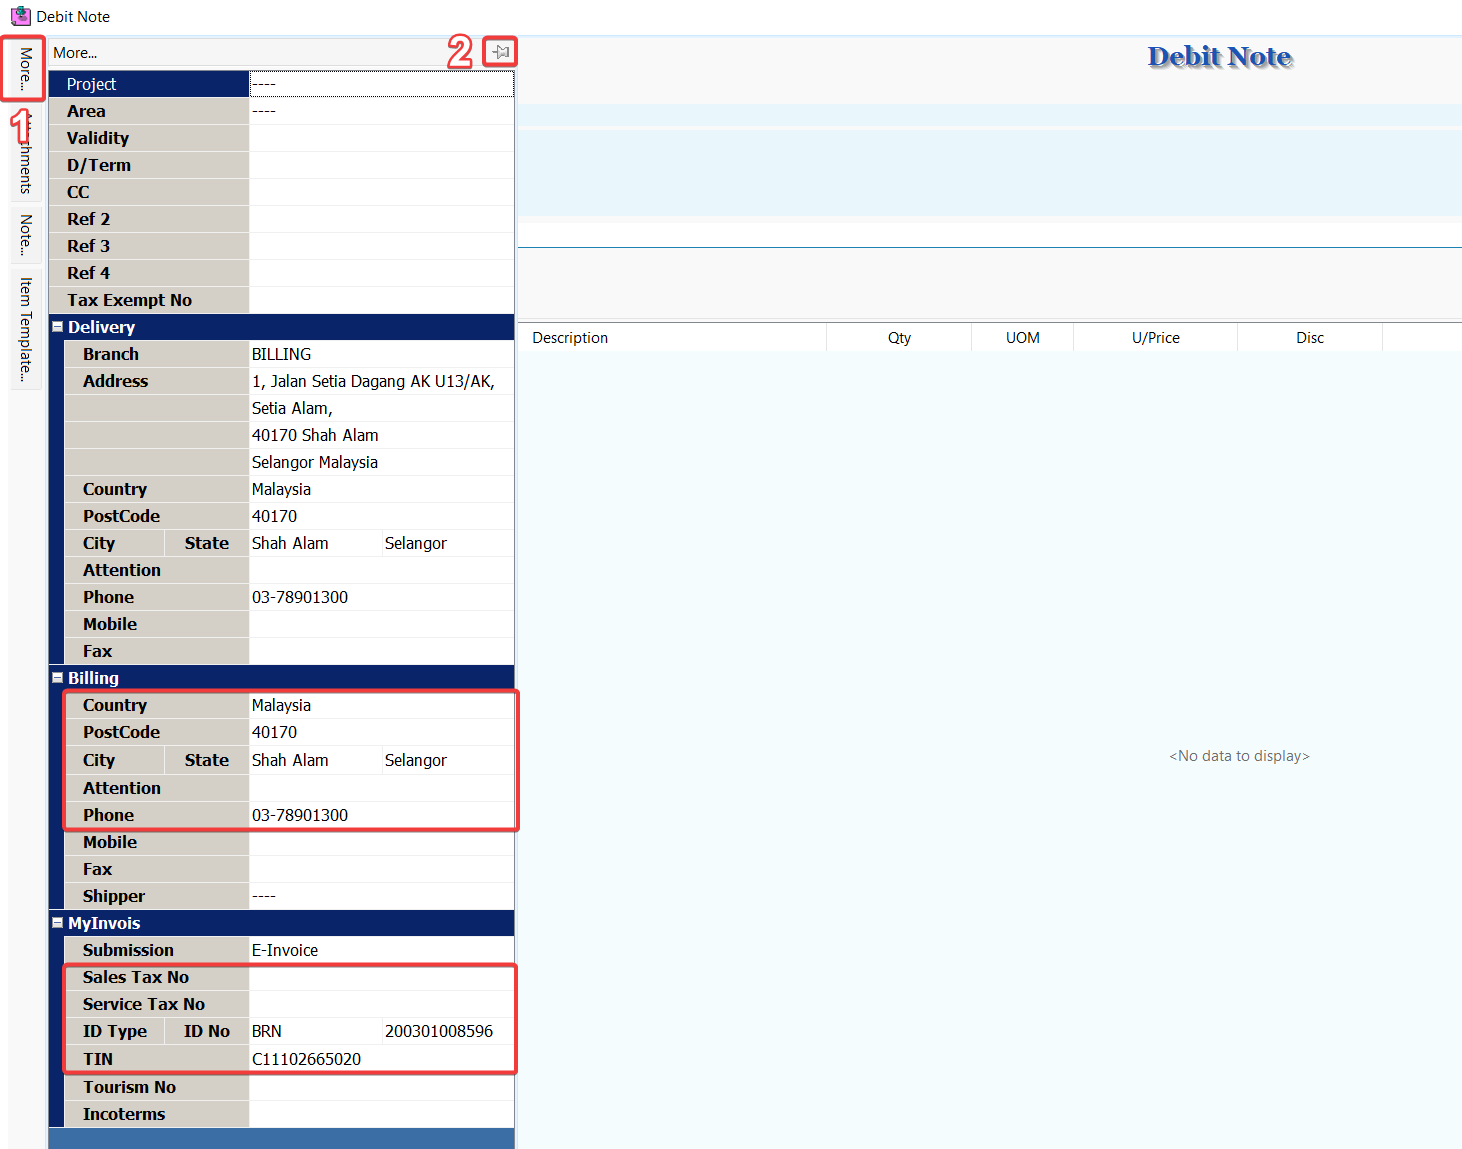 Debit Note
More...
Attachments
Note...
Item Template...
1
More...
2
Debit Note
Project ----
Area ----
Validity
D/Term
CC
Ref 2
Ref 3
Ref 4
Tax Exempt No
Delivery
Branch BILLING
Address 1, Jalan Setia Dagang AK U13/AK,
Setia Alam,
40170 Shah Alam
Selangor Malaysia
Country Malaysia
PostCode 40170
City State Shah Alam Selangor
Attention
Phone 03-78901300
Mobile
Fax
Billing
Country Malaysia
PostCode 40170
City State Shah Alam Selangor
Attention
Phone 03-78901300
Mobile
Fax
Shipper ----
MyInvois
Submission E-Invoice
Sales Tax No
Service Tax No
ID Type ID No BRN 200301008596
TIN C11102665020
Tourism No
Incoterms
Description Qty UOM U/Price Disc
<No data to display>